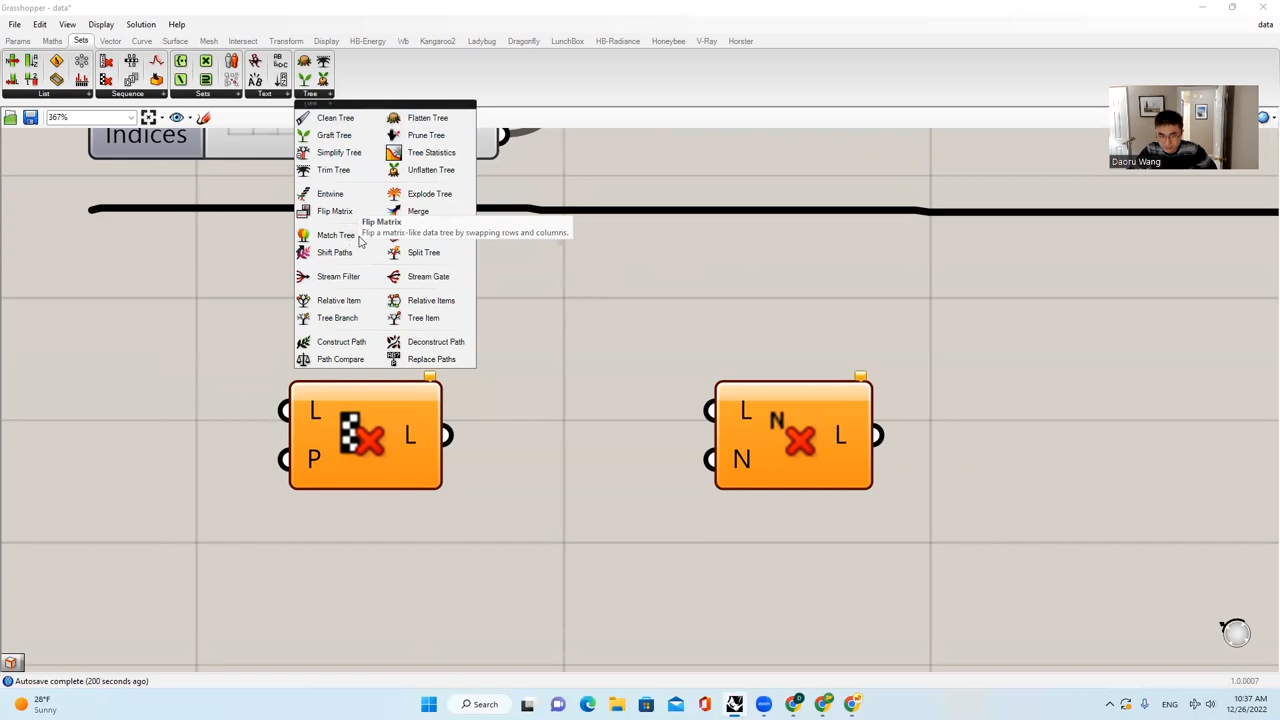 Grasshopper - data*
File Edit View Display Solution Help
data
Params Maths Sets Vector Curve Surface Mesh Intersect Transform Display HB-Energy Wb Kangaroo2 Ladybug Dragonfly LunchBox HB-Radiance Honeybee V-Ray Horster
List Sequence Sets Text Tree
367%
Indices
Clean Tree Flatten Tree
Graft Tree Prune Tree
Simplify Tree Tree Statistics
Trim Tree Unflatten Tree
Entwine Explode Tree
Flip Matrix Merge
Flip Matrix
Flip a matrix-like data tree by swapping rows and columns.
Match Tree
Shift Paths Split Tree
Stream Filter Stream Gate
Relative Item Relative Items
Tree Branch Tree Item
Construct Path Deconstruct Path
Path Compare Replace Paths
Daoru Wang
L L
P
L N L
N
Autosave complete (200 seconds ago)
1.0.0007
28°F
Sunny
Search
ENG
10:37 AM
12/26/2022